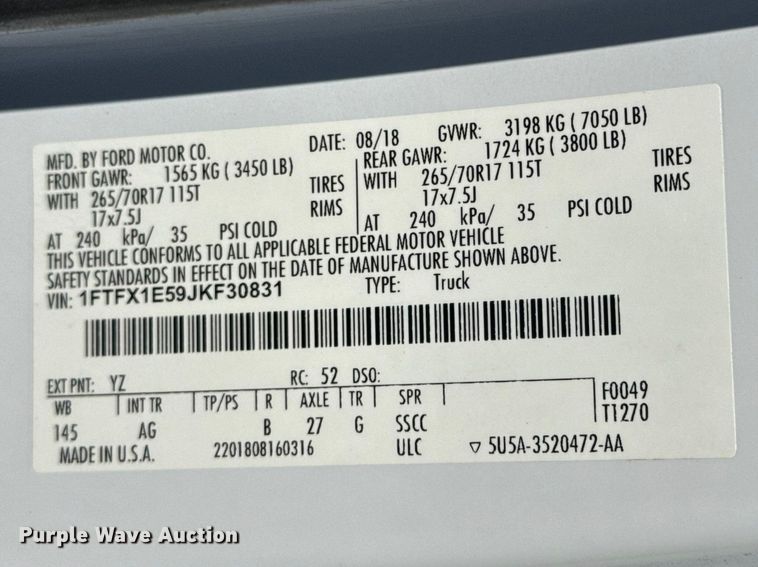 MFD. BY FORD MOTOR CO. DATE: 08/18 GVWR: 3198 KG ( 7050 LB)
FRONT GAWR: 1565 KG ( 3450 LB) REAR GAWR: 1724 KG ( 3800 LB)
WITH 265/70R17 115T TIRES WITH 265/70R17 115T TIRES
17x7.5J RIMS 17x7.5J RIMS
AT 240 kPa/ 35 PSI COLD AT 240 kPa/ 35 PSI COLD
THIS VEHICLE CONFORMS TO ALL APPLICABLE FEDERAL MOTOR VEHICLE
SAFETY STANDARDS IN EFFECT ON THE DATE OF MANUFACTURE SHOWN ABOVE.
VIN: 1FTFX1E59JKF30831 TYPE: Truck
EXT PNT: YZ RC: 52 DSO:
WB INT TR TP/PS R AXLE TR SPR F0049
145 AG B 27 G SSCC T1270
MADE IN U.S.A. 2201808160316 ULC ▽ 5U5A-3520472-AA
Purple Wave Auction